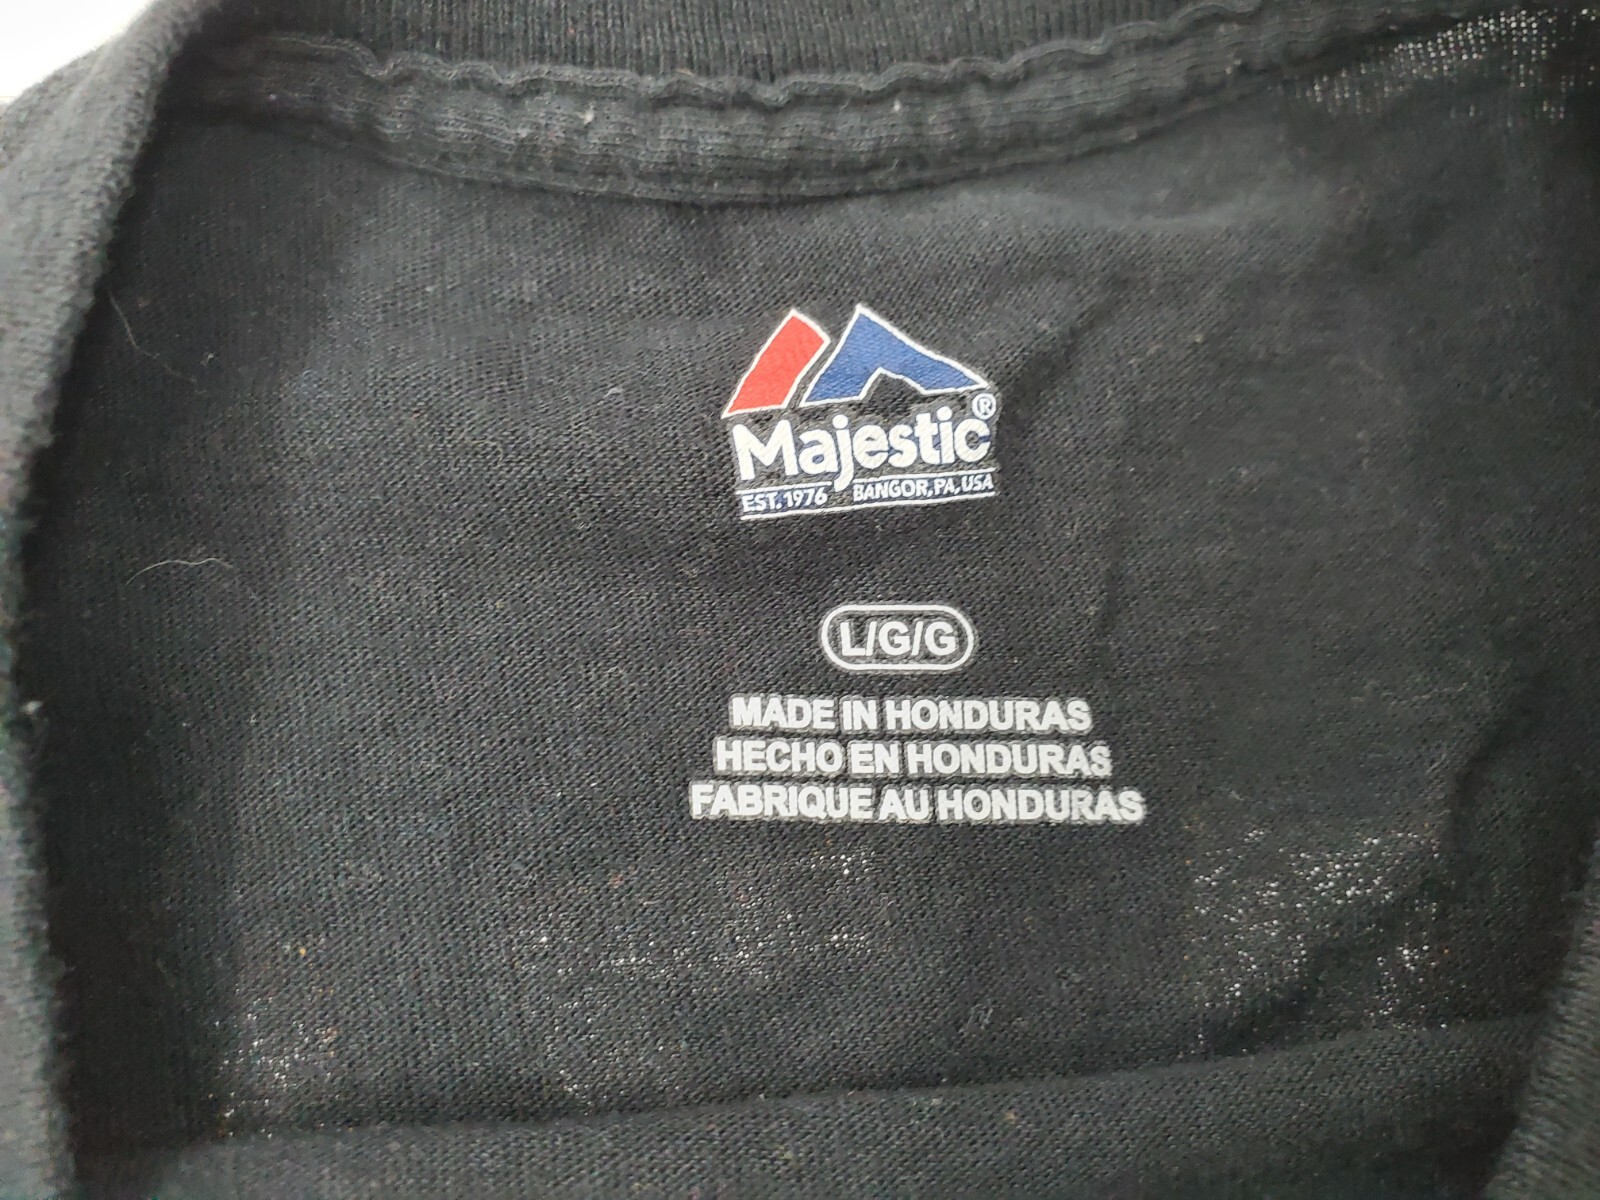 Majestic®
EST. 1976 BANGOR, PA, USA
L/G/G
MADE IN HONDURAS
HECHO EN HONDURAS
FABRIQUE AU HONDURAS